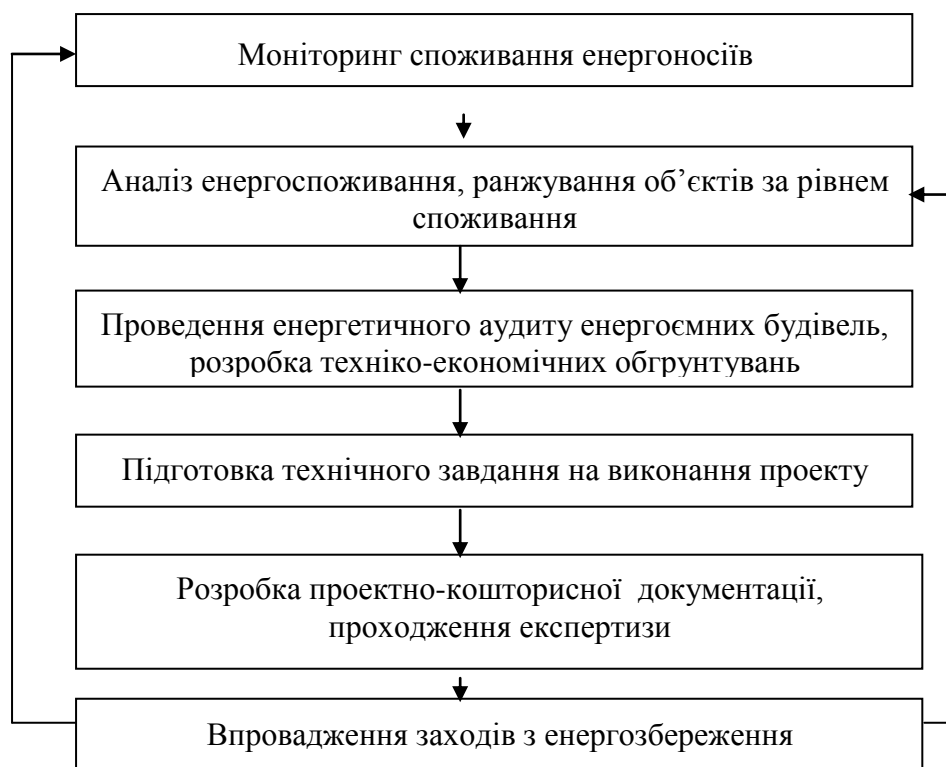 Моніторинг споживання енергоносіїв
Аналіз енергоспоживання, ранжування об’єктів за рівнем
споживання
Проведення енергетичного аудиту енергоємних будівель,
розробка техніко-економічних обгрунтувань
Підготовка технічного завдання на виконання проекту
Розробка проектно-кошторисної документації,
проходження експертизи
Впровадження заходів з енергозбереження